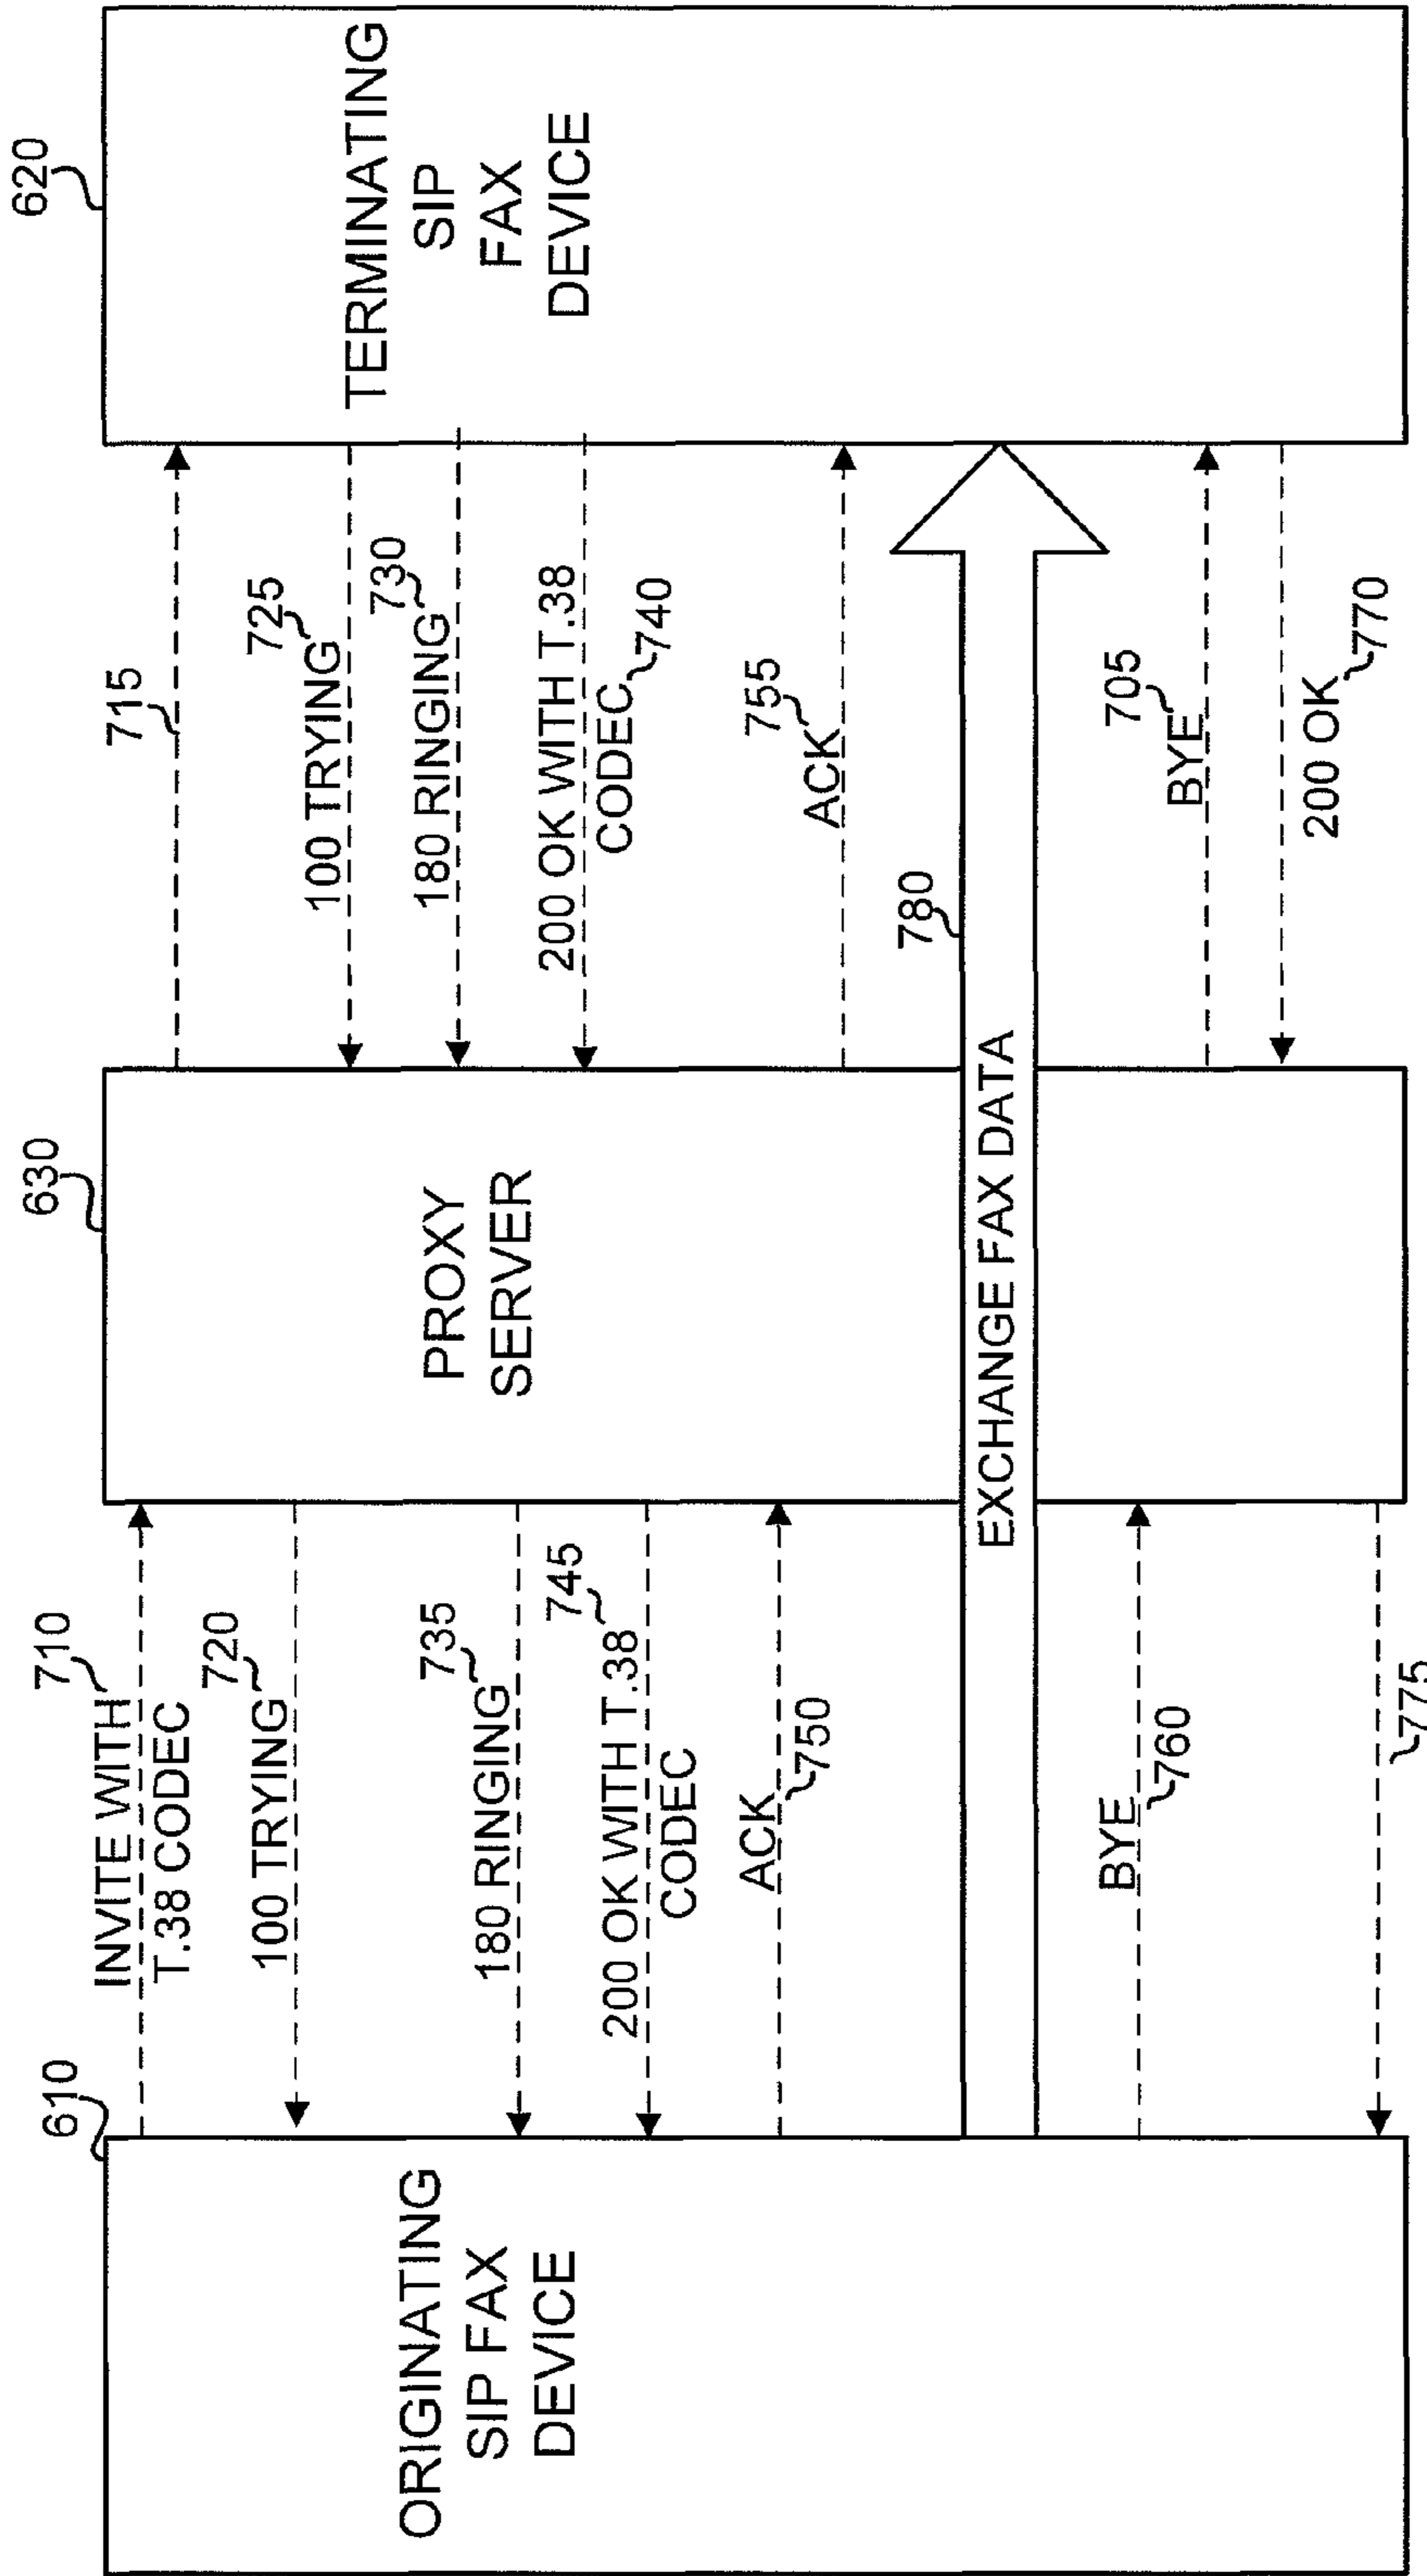 610
ORIGINATING
SIP FAX
DEVICE
630
PROXY
SERVER
620
TERMINATING
SIP
FAX
DEVICE
710
INVITE WITH
T.38 CODEC
715
720
100 TRYING
725
100 TRYING
730
180 RINGING
735
180 RINGING
200 OK WITH T.38
CODEC 740
745
200 OK WITH T.38
CODEC
ACK
750
755
ACK
780
EXCHANGE FAX DATA
BYE
760
705
BYE
200 OK
770
775